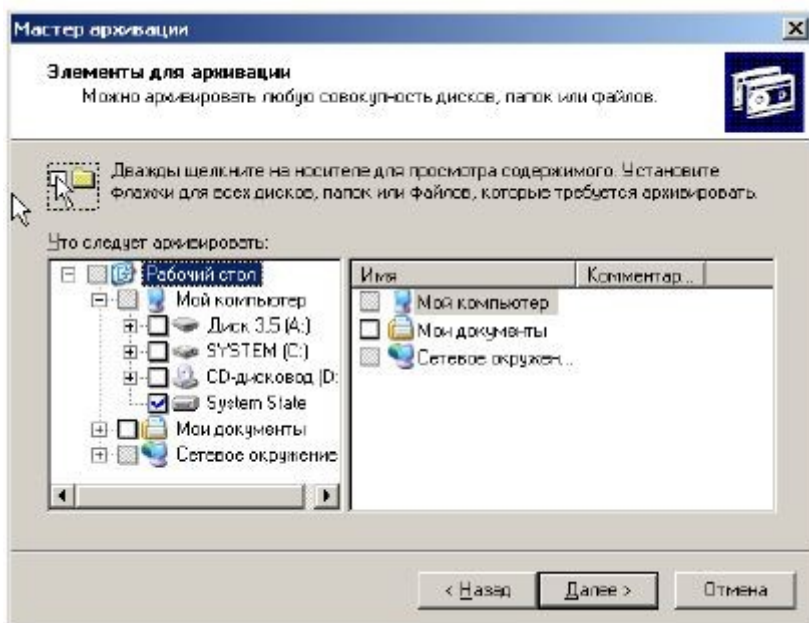 Мастер архивации
Элементы для архивации
Можно архивировать любую совокупность дисков, папок или файлов.
Дважды щелкните на носителе для просмотра содержимого. Установите
флажки для всех дисков, папок или файлов, которые требуется архивировать.
Что следует архивировать:
Рабочий стол
Мой компьютер
Диск 3,5 (A:)
SYSTEM (C:)
CD-дисковод (D:
System State
Мои документы
Сетевое окружение
Имя Комментар...
Мой компьютер
Мои документы
Сетевое окружен...
< Назад Далее > Отмена